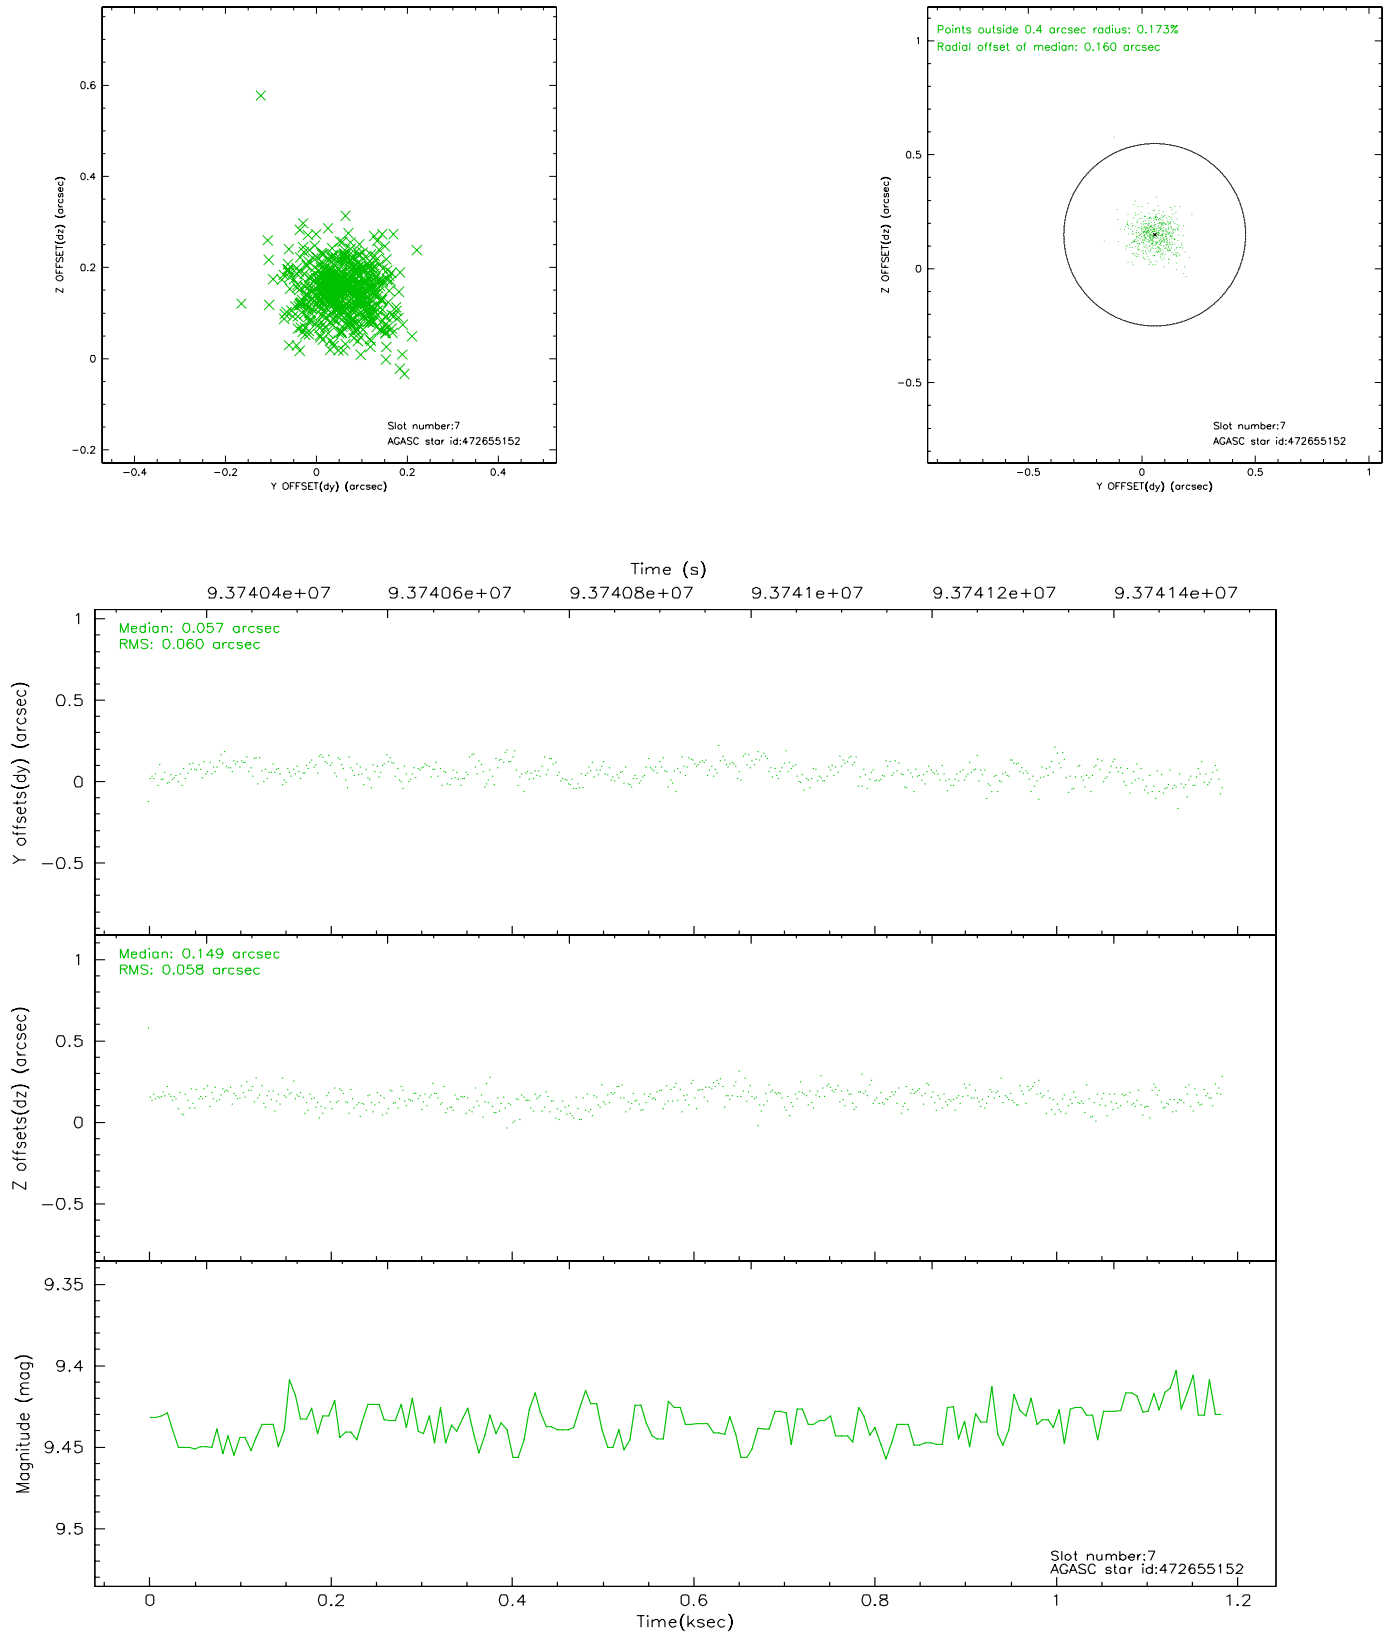 0.6
0.4
0.2
0
−0.2
Z OFFSET(dz) (arcsec)
−0.4
−0.2
0
0.2
0.4
Y OFFSET(dy) (arcsec)
Slot number:7
AGASC star id:472655152
Points outside 0.4 arcsec radius: 0.173%
Radial offset of median: 0.160 arcsec
1
0.5
0
−0.5
Z OFFSET(dz) (arcsec)
−0.5
0
0.5
1
Y OFFSET(dy) (arcsec)
Slot number:7
AGASC star id:472655152
Time (s)
9.37404e+07
9.37406e+07
9.37408e+07
9.3741e+07
9.37412e+07
9.37414e+07
Median: 0.057 arcsec
RMS: 0.060 arcsec
1
0.5
0
−0.5
Y offsets(dy) (arcsec)
Median: 0.149 arcsec
RMS: 0.058 arcsec
1
0.5
0
−0.5
Z offsets(dz) (arcsec)
9.35
9.4
9.45
9.5
Magnitude (mag)
Slot number:7
AGASC star id:472655152
0
0.2
0.4
0.6
0.8
1
1.2
Time(ksec)